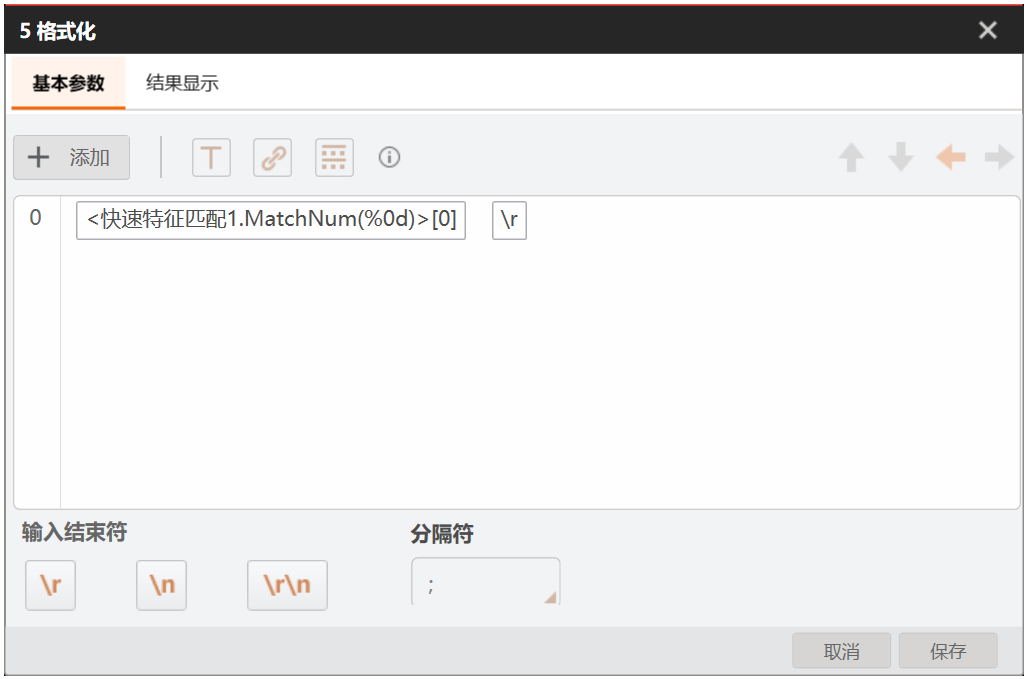 5 格式化
基本参数 结果显示
添加
0 <快速特征匹配1.MatchNum(%0d)>[0] \r
输入结束符 分隔符
\r \n \r\n ;
取消 保存